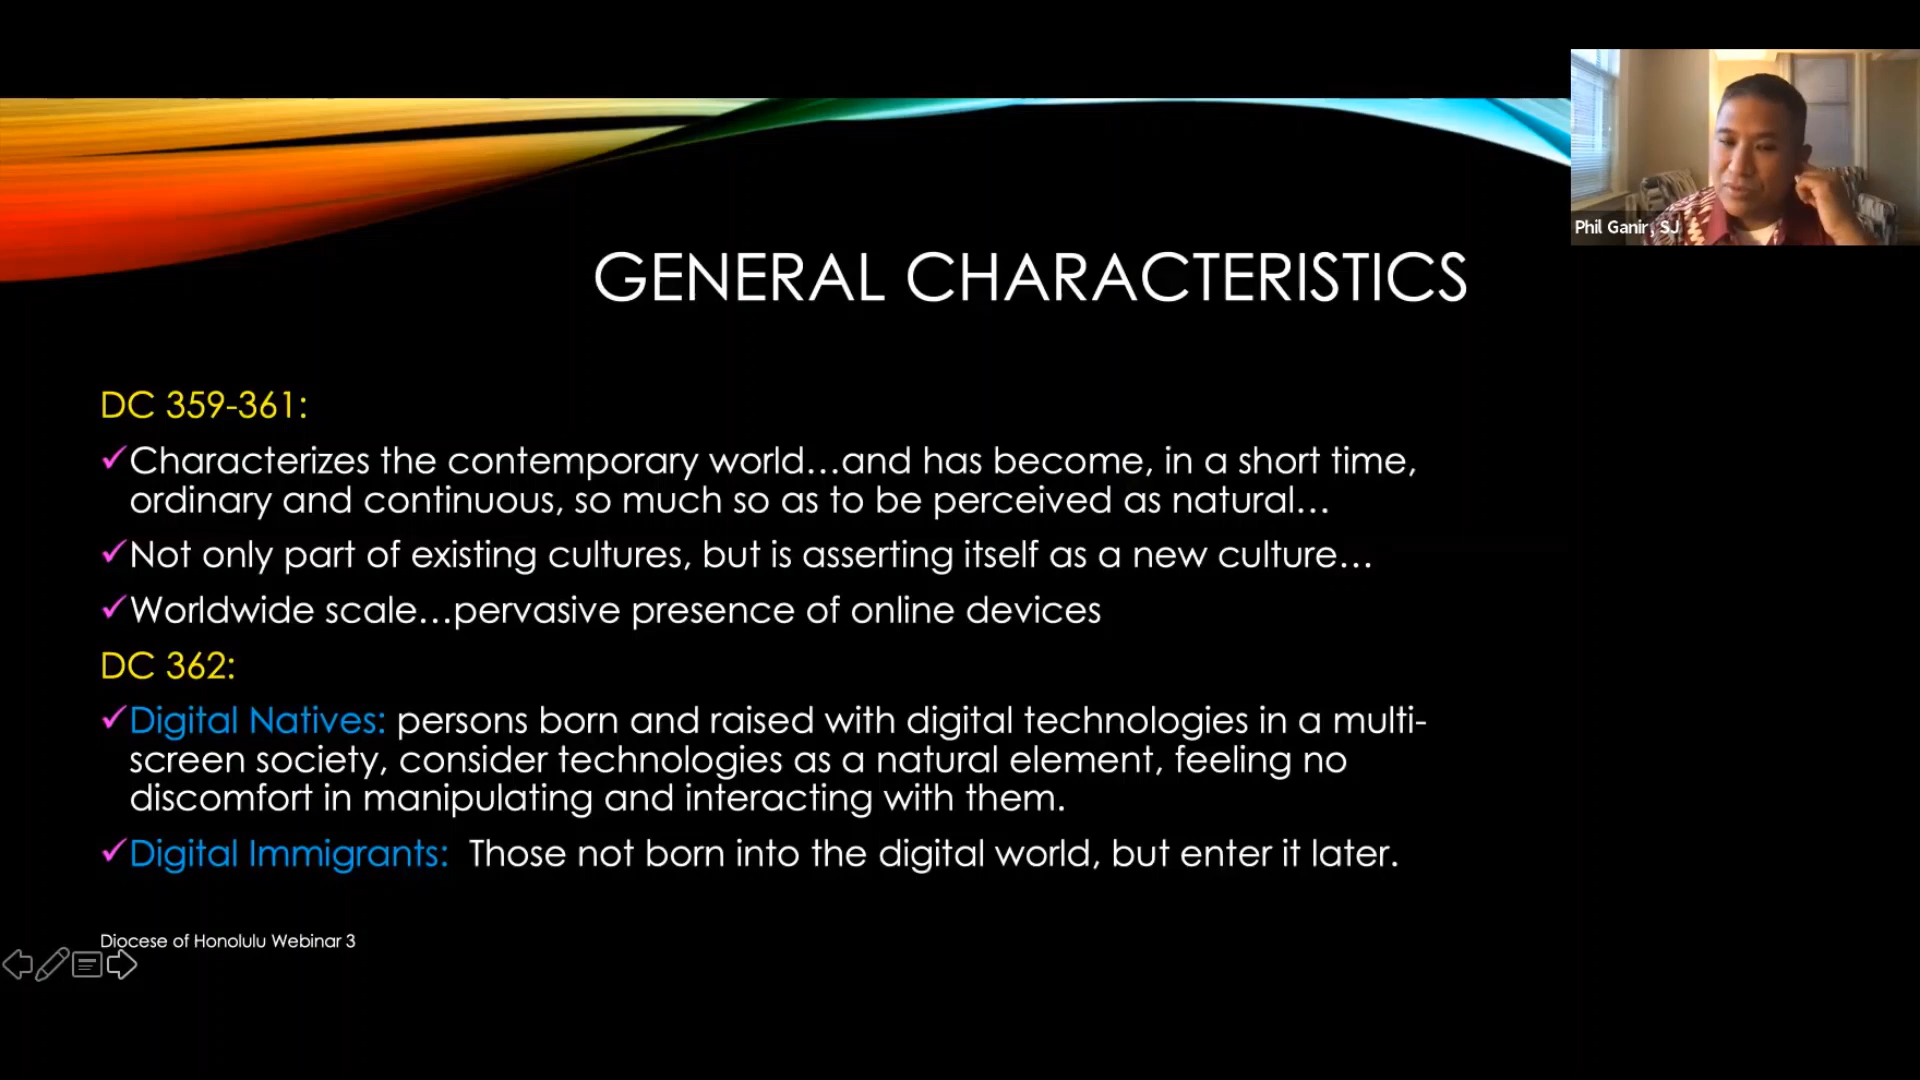 Phil Ganir, SJ
GENERAL CHARACTERISTICS
DC 359-361:
✓Characterizes the contemporary world...and has become, in a short time,
ordinary and continuous, so much so as to be perceived as natural...
✓Not only part of existing cultures, but is asserting itself as a new culture...
✓Worldwide scale...pervasive presence of online devices
DC 362:
✓Digital Natives: persons born and raised with digital technologies in a multi-
screen society, consider technologies as a natural element, feeling no
discomfort in manipulating and interacting with them.
✓Digital Immigrants:  Those not born into the digital world, but enter it later.
Diocese of Honolulu Webinar 3